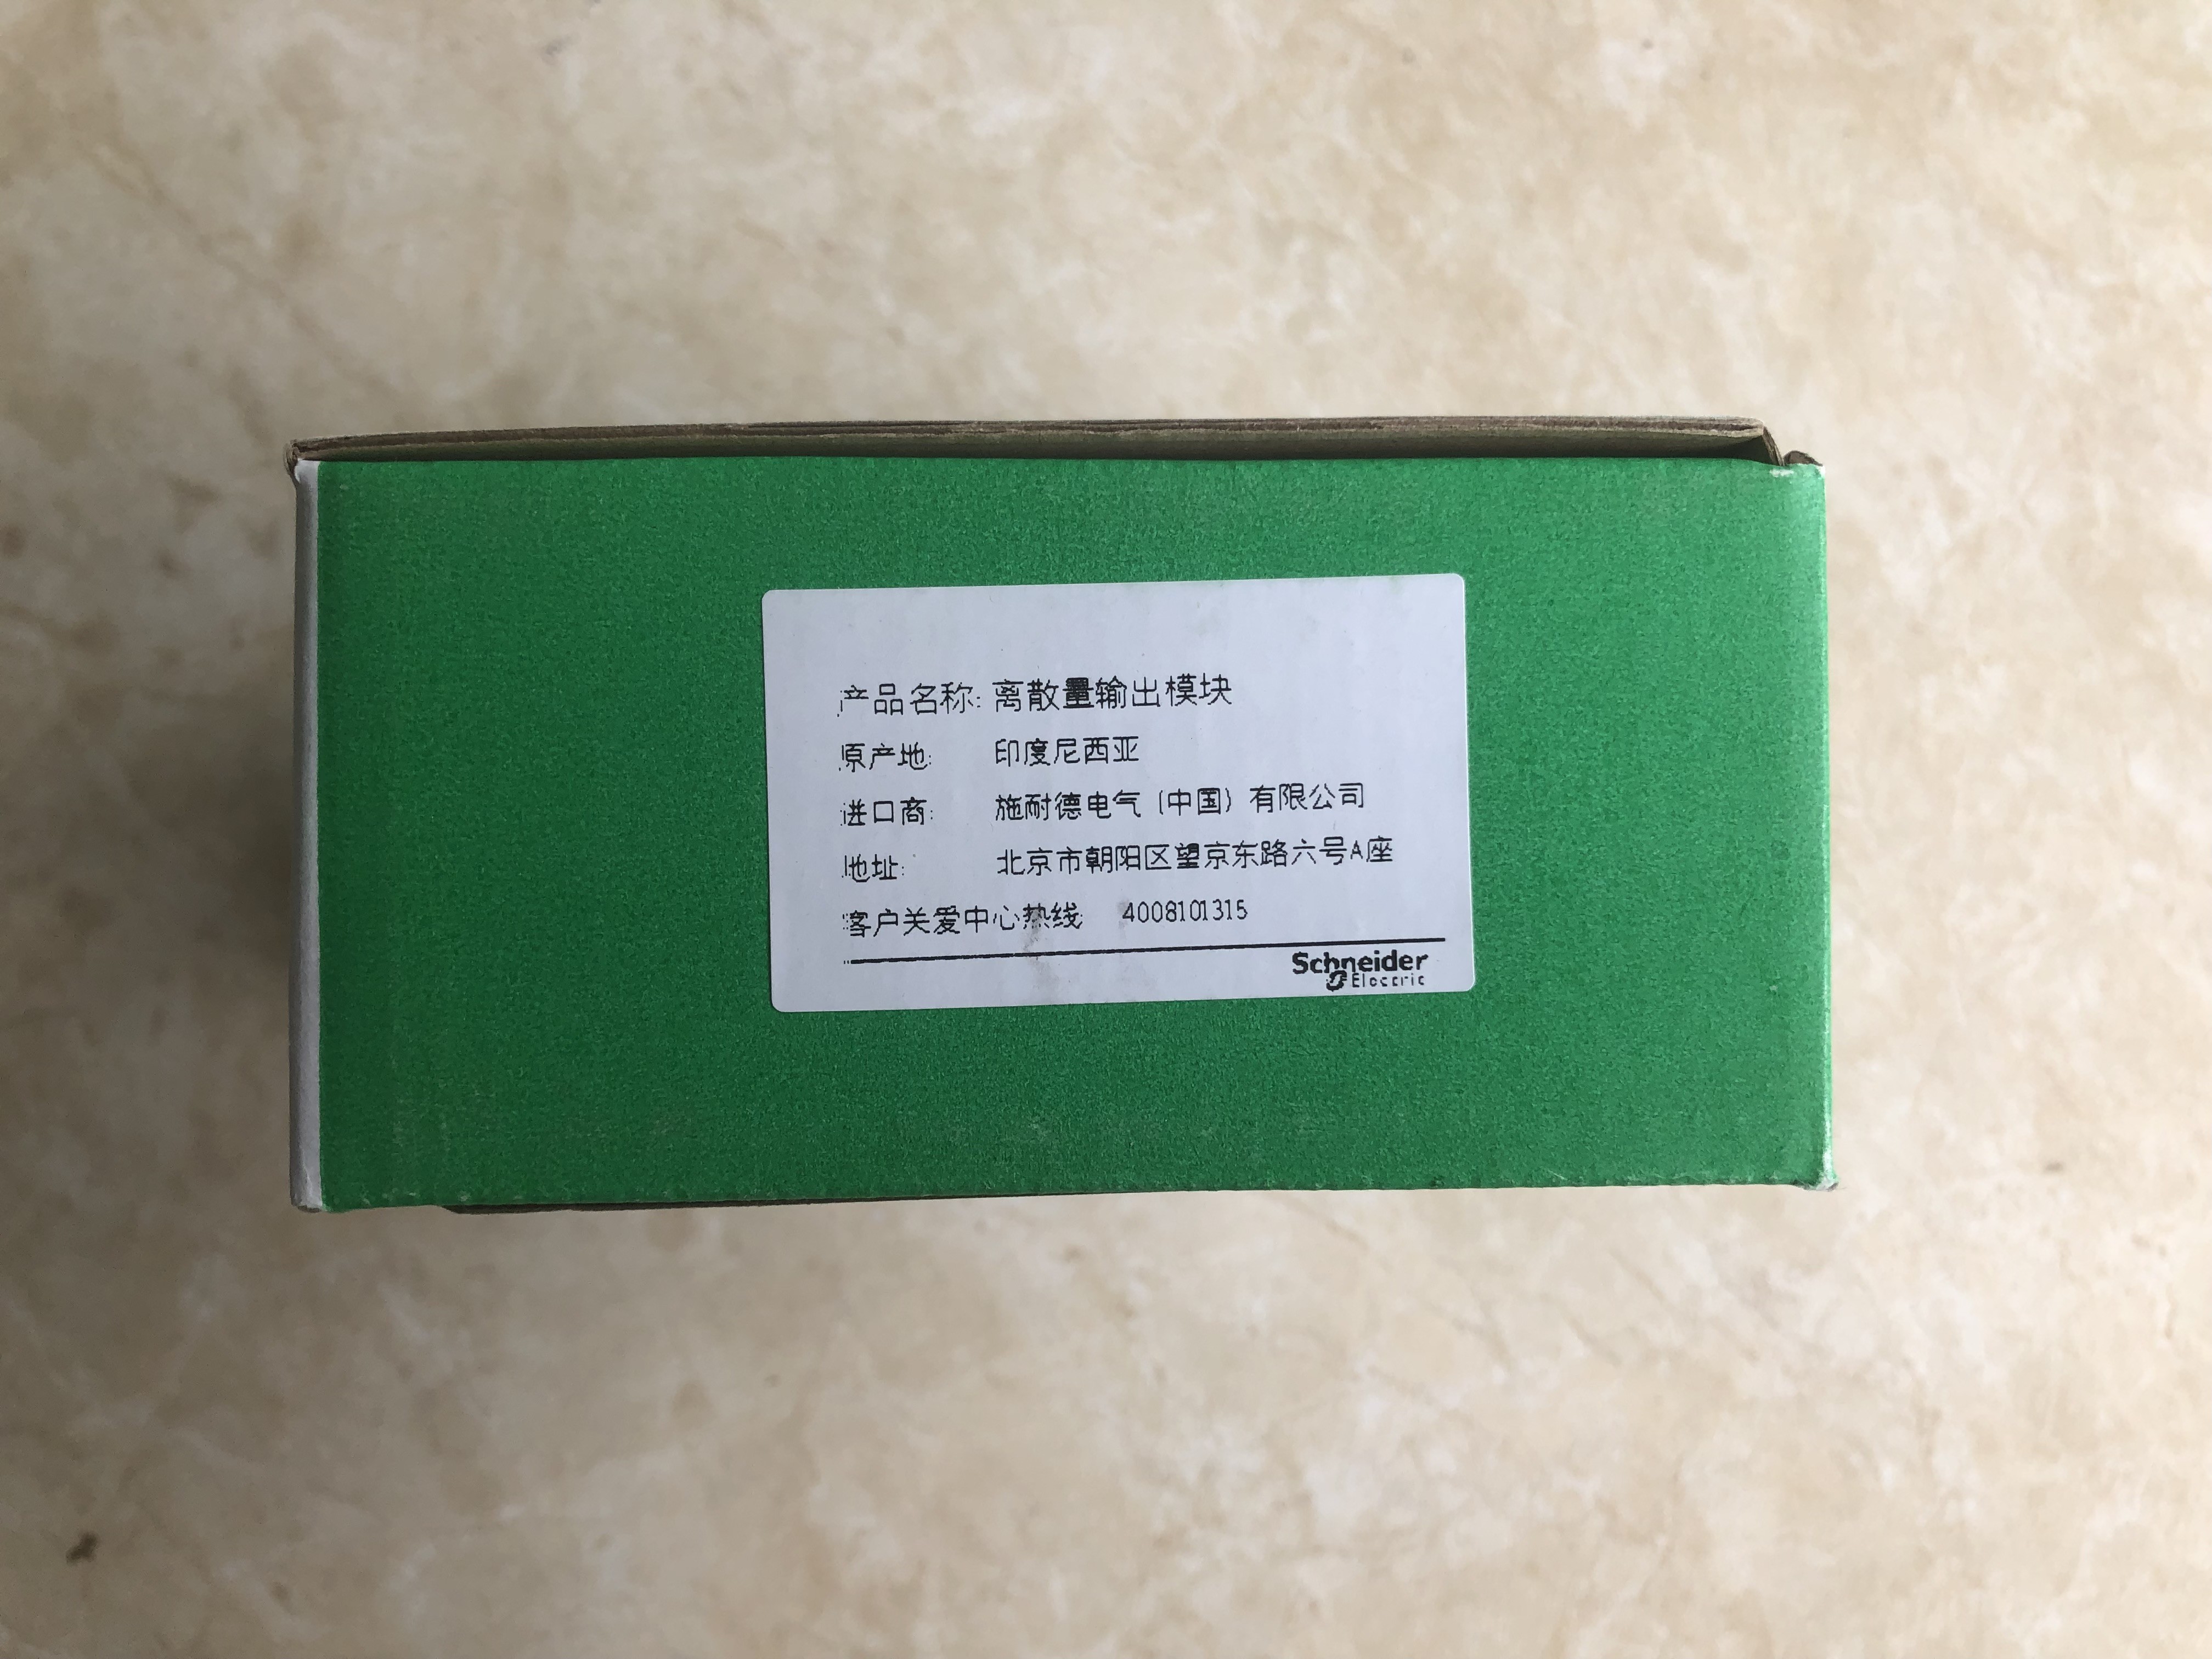 产品名称: 离散量输出模块
原产地: 印度尼西亚
进口商: 施耐德电气 (中国) 有限公司
地址: 北京市朝阳区望京东路六号A座
客户关爱中心热线: 4008101315
Schneider
Electric